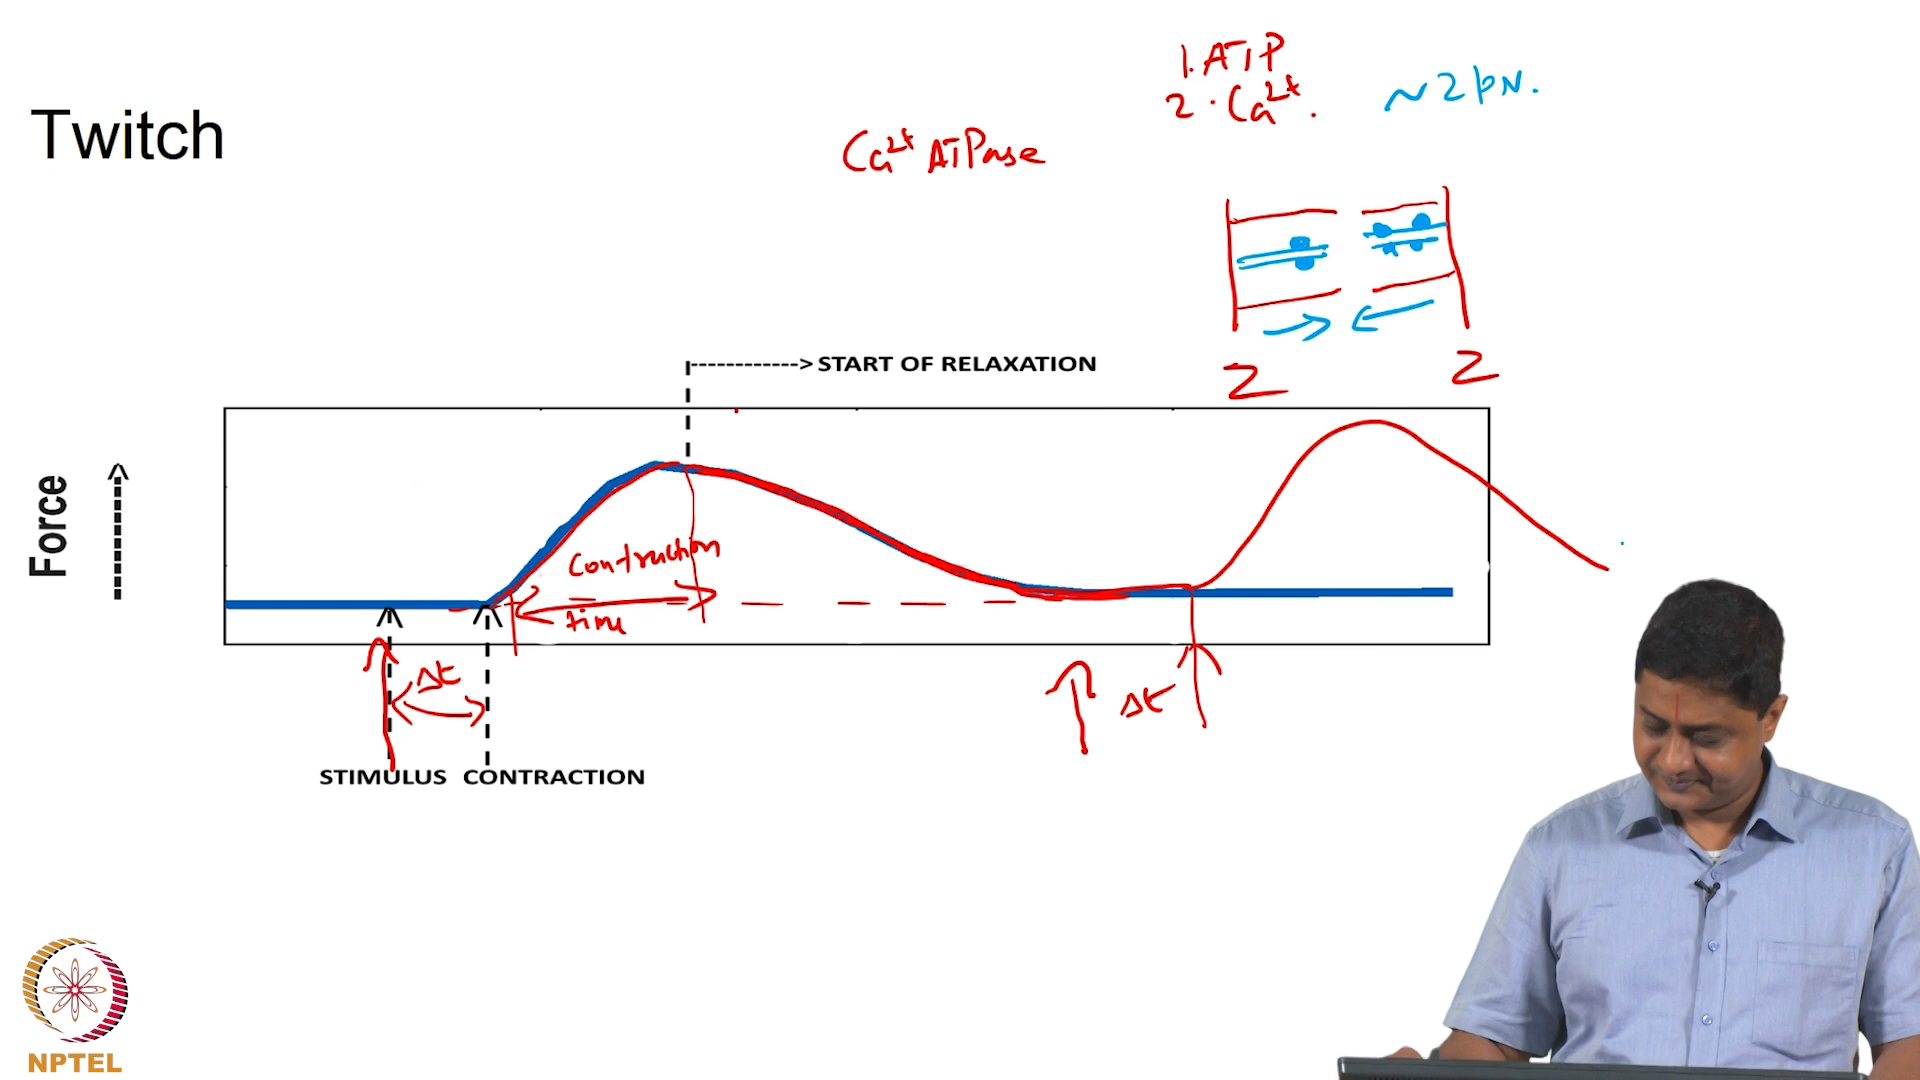 1. ATP
2. Ca2+.
~2pN.
Twitch
Ca2+ ATPase
Z
Z
START OF RELAXATION
Force
Contraction
time
Δt
Δt
STIMULUS
CONTRACTION
NPTEL